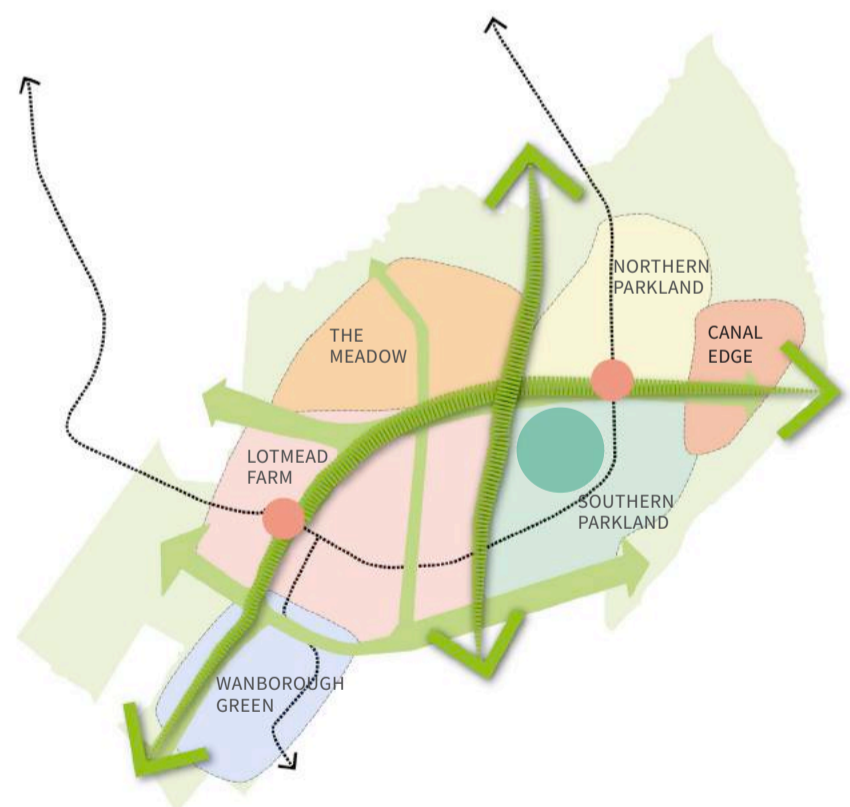 NORTHERN
PARKLAND
CANAL
EDGE
THE
MEADOW
LOTMEAD
FARM
SOUTHERN
PARKLAND
WANBOROUGH
GREEN